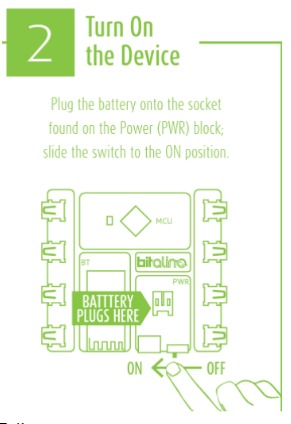 2
Turn On
the Device
Plug the battery onto the socket
found on the Power (PWR) block;
slide the switch to the ON position.
MCU
BT
bitalino
PWR
BATTTERY
PLUGS HERE
ON
OFF